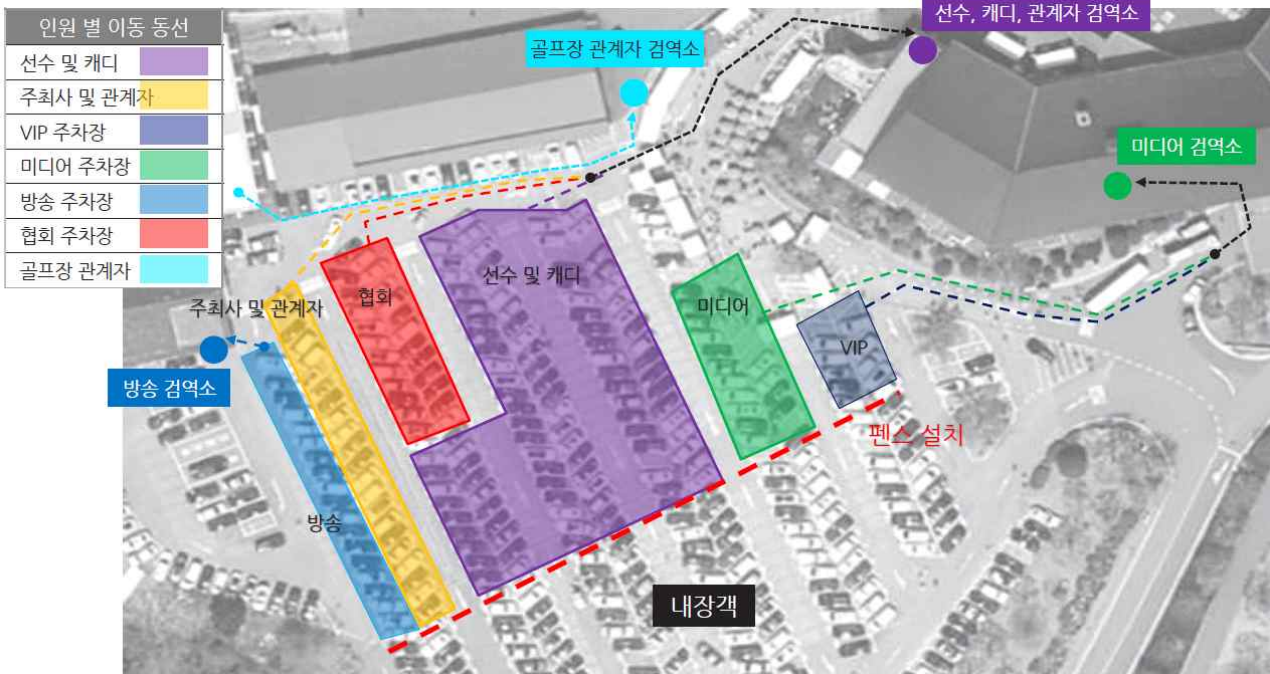 인원 별 이동 동선
선수 및 캐디
주최사 및 관계자
VIP 주차장
미디어 주차장
방송 주차장
협회 주차장
골프장 관계자
골프장 관계자 검역소
선수, 캐디, 관계자 검역소
미디어 검역소
주최사 및 관계자
협회
선수 및 캐디
미디어
VIP
방송 검역소
펜스 설치
방송
내장객